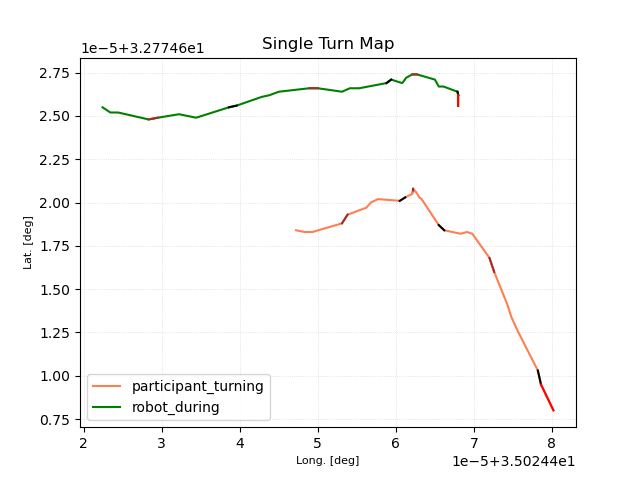 1e−5+3.27746e1
Single Turn Map
2.75
2.50
2.25
2.00
1.75
1.50
1.25
1.00
0.75
Lat. [deg]
participant_turning
robot_during
2 3 4 5 6 7 8
Long. [deg]
1e−5+3.50244e1